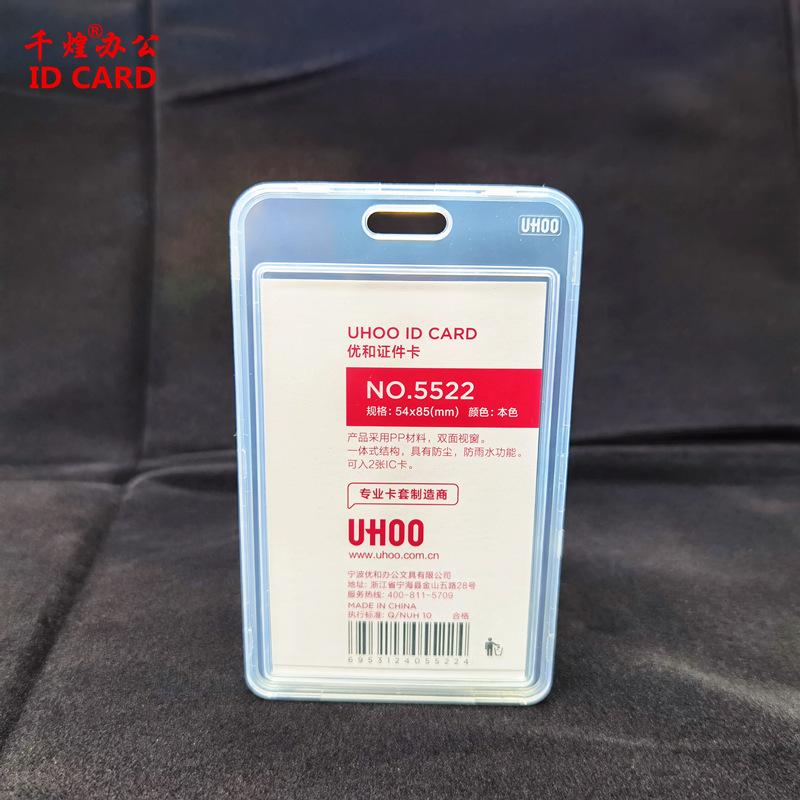 千煌办公®
ID CARD
UHOO
UHOO ID CARD
优和证件卡
NO.5522
规格：54x85(mm) 颜色：本色
产品采用PP材料，双面视窗。
一体式结构，具有防尘，防雨水功能。
可入2张IC卡。
专业卡套制造商
UHOO
www.uhoo.com.cn
宁波优和办公文具有限公司
地址：浙江省宁海县金山五路28号
服务热线：400-811-5709
MADE IN CHINA
执行标准：Q/NUH 10 合格
6953124055224